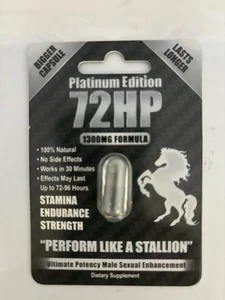 BIGGER
CAPSULE
LASTS
LONGER
Platinum Edition
72HP
1300MG FORMULA
• 100% Natural
• No Side Effects
• Works in 30 Minutes
• Effects May Last
Up to 72-96 Hours
STAMINA
ENDURANCE
STRENGTH
"PERFORM LIKE A STALLION"
Ultimate Potency Male Sexual Enhancement
Dietary Supplement